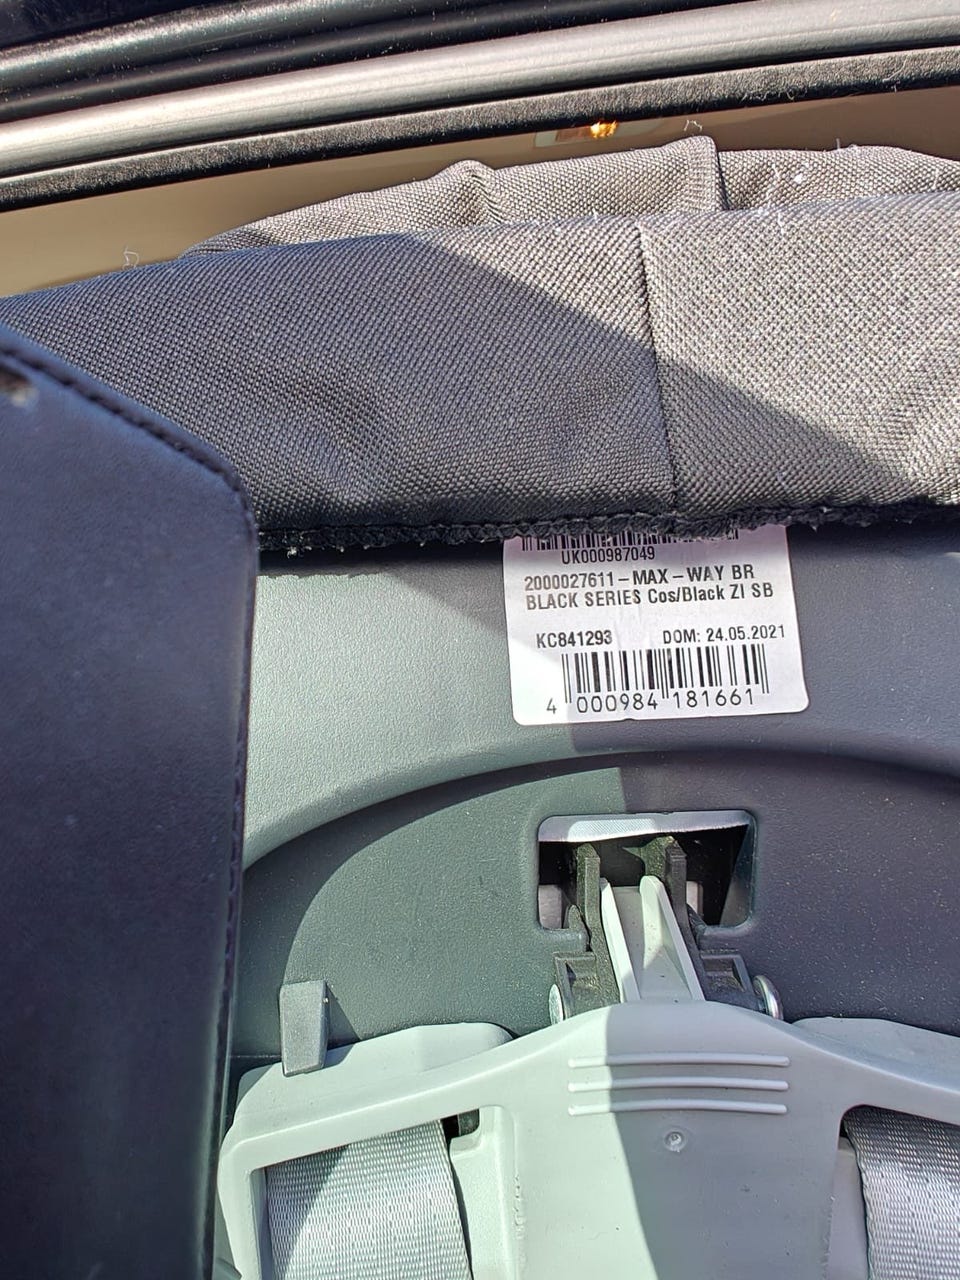 UK000987049
2000027611-MAX-WAY BR
BLACK SERIES Cos/Black ZI SB
KC841293 DOM: 24.05.2021
4 000984 181661